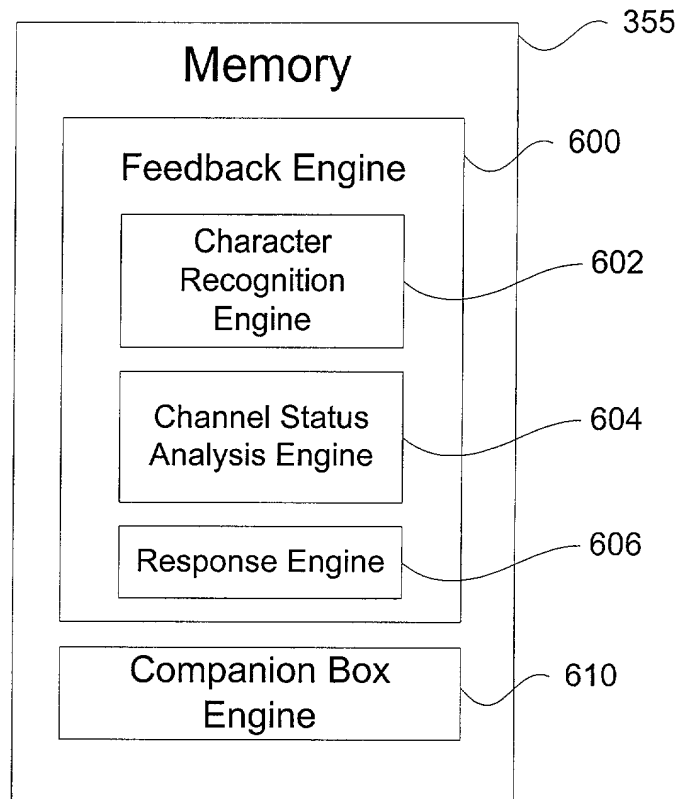 355
Memory
600
Feedback Engine
Character
Recognition
Engine
602
Channel Status
Analysis Engine
604
Response Engine
606
Companion Box
Engine
610